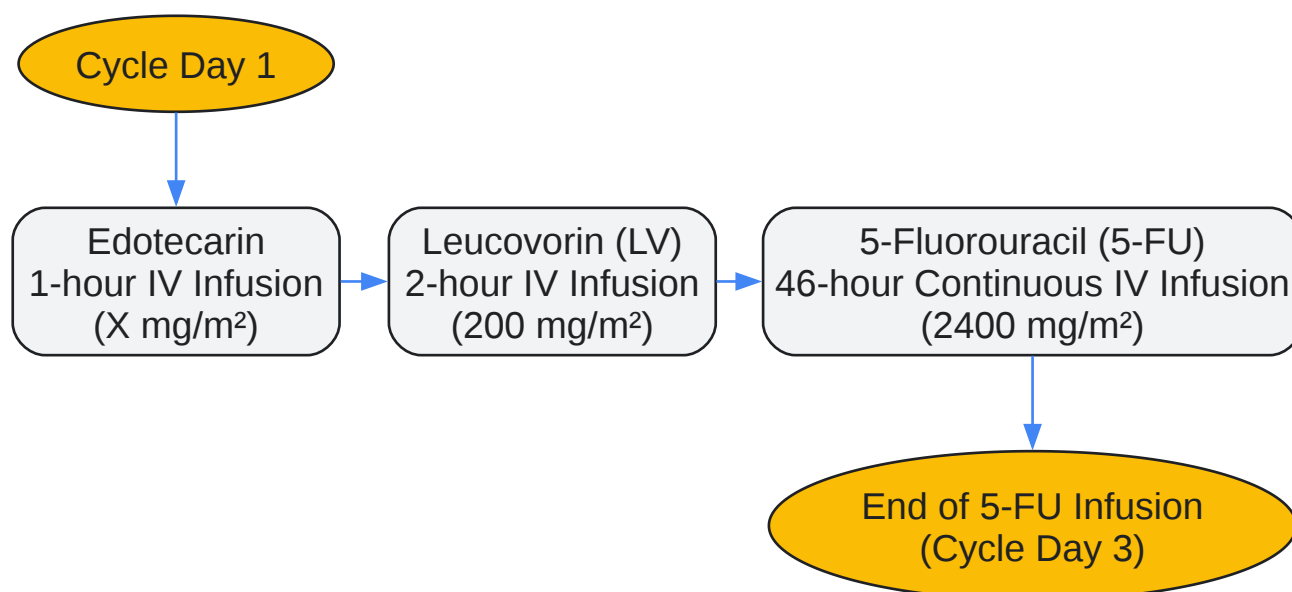 Cycle Day 1
Edotecarin
1-hour IV Infusion
(X mg/m²)
Leucovorin (LV)
2-hour IV Infusion
(200 mg/m²)
5-Fluorouracil (5-FU)
46-hour Continuous IV Infusion
(2400 mg/m²)
End of 5-FU Infusion
(Cycle Day 3)